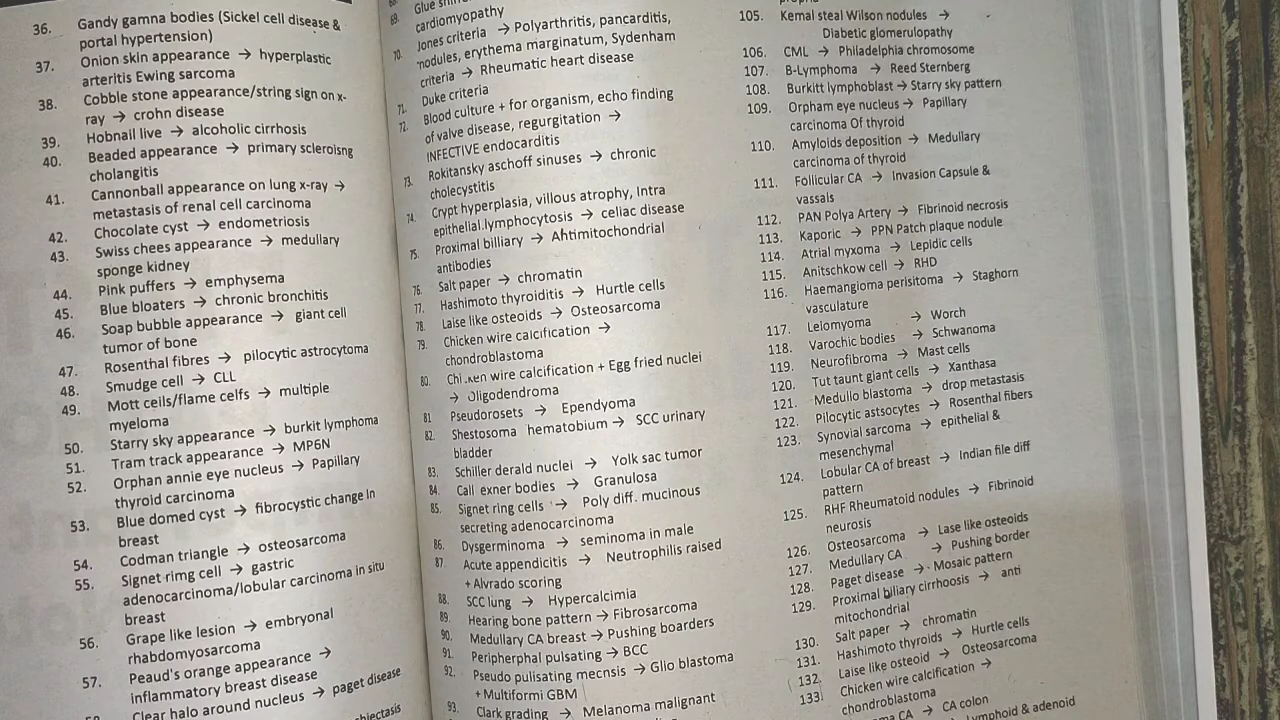 36. Gandy gamna bodies (Sickel cell disease &
portal hypertension)
37. Onion skin appearance → hyperplastic
arteritis Ewing sarcoma
38. Cobble stone appearance/string sign on x-
ray → crohn disease
39. Hobnail live → alcoholic cirrhosis
40. Beaded appearance → primary scleroisng
cholangitis
41. Cannonball appearance on lung x-ray →
metastasis of renal cell carcinoma
42. Chocolate cyst → endometriosis
43. Swiss chees appearance → medullary
sponge kidney
44. Pink puffers → emphysema
45. Blue bloaters → chronic bronchitis
46. Soap bubble appearance → giant cell
tumor of bone
47. Rosenthal fibres → pilocytic astrocytoma
48. Smudge cell → CLL
49. Mott ceils/flame celfs → multiple
myeloma
50. Starry sky appearance → burkit lymphoma
51. Tram track appearance → MP6N
52. Orphan annie eye nucleus → Papillary
thyroid carcinoma
53. Blue domed cyst → fibrocystic change In
breast
54. Codman triangle → osteosarcoma
55. Signet rimg cell → gastric
adenocarcinoma/lobular carcinoma in situ
breast
56. Grape like lesion → embryonal
rhabdomyosarcoma
57. Peaud's orange appearance →
inflammatory breast disease
Clear halo around nucleus → paget disease
69. cardiomyopathy
70. Jones criteria → Polyarthritis, pancarditis,
nodules, erythema marginatum, Sydenham
criteria → Rheumatic heart disease
71. Duke criteria
72. Blood culture + for organism, echo finding
of valve disease, regurgitation →
INFECTIVE endocarditis
73. Rokitansky aschoff sinuses → chronic
cholecystitis
74. Crypt hyperplasia, villous atrophy, Intra
epithellal.lymphocytosis → celiac disease
75. Proximal billiary → Ahtimitochondrial
antibodies
76. Salt paper → chromatin
77. Hashimoto thyroiditis → Hurtle cells
78. Laise like osteoids → Osteosarcoma
79. Chicken wire calcification →
chondroblastoma
80. Chi.ken wire calcification + Egg fried nuclei
→ Oligodendroma
81 Pseudorosets → Ependyoma
82. Shestosoma hematobium → SCC urinary
bladder
83. Schiller derald nuclei → Yolk sac tumor
84. Call exner bodies → Granulosa
85. Signet ring cells → Poly diff. mucinous
secreting adenocarcinoma
86. Dysgerminoma → seminoma in male
87. Acute appendicitis → Neutrophilis raised
+ Alvrado scoring
88. SCC lung → Hypercalcimia
89. Hearing bone pattern → Fibrosarcoma
90. Medullary CA breast → Pushing boarders
91. Peripherphal pulsating → BCC
92. Pseudo pulisating mecnsis → Glio blastoma
+ Multiformi GBM
93. Clark grading → Melanoma malignant
105. Kemal steal Wilson nodules →
Diabetic glomerulopathy
106. CML → Philadelphia chromosome
107. B-Lymphoma → Reed Sternberg
108. Burkitt lymphoblast → Starry sky pattern
109. Orpham eye nucleus → Papillary
carcinoma Of thyroid
110. Amyloids deposition → Medullary
carcinoma of thyroid
111. Follicular CA → Invasion Capsule &
vassals
112. PAN Polya Artery → Fibrinoid necrosis
113. Kaporic → PPN Patch plaque nodule
114. Atrial myxoma → Lepidic cells
115. Anitschkow cell → RHD
116. Haemangioma perisitoma → Staghorn
vasculature
117. Leiomyoma → Worch
118. Varochic bodies → Schwanoma
119. Neurofibroma → Mast cells
120. Tut taunt giant cells → Xanthasa
121. Medullo blastoma → drop metastasis
122. Pilocytic astsocytes → Rosenthal fibers
123. Synovial sarcoma → epithelial &
mesenchymal
124. Lobular CA of breast → Indian file diff
pattern
125. RHF Rheumatoid nodules → Fibrinoid
neurosis
126. Osteosarcoma → Lase like osteoids
127. Medullary CA → Pushing border
128. Paget disease → Mosaic pattern
129. Proximal biliary cirrhoosis → anti
mitochondrial
130. Salt paper → chromatin
131. Hashimoto thyroids → Hurtle cells
132. Laise like osteoid → Osteosarcoma
133. Chicken wire calcification →
chondroblastoma
CA → CA colon
lymphoid & adenoid